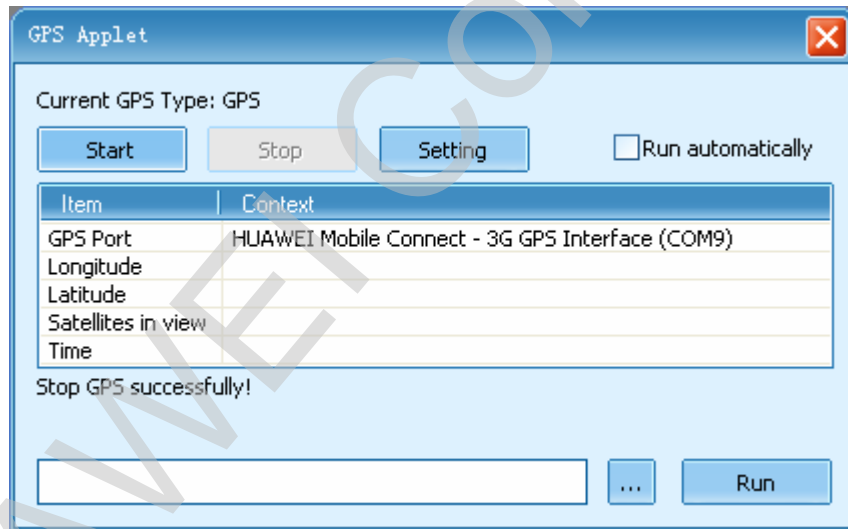 GPS Applet
Current GPS Type: GPS
Start Stop Setting Run automatically
Item Context
GPS Port HUAWEI Mobile Connect - 3G GPS Interface (COM9)
Longitude
Latitude
Satellites in view
Time
Stop GPS successfully!
... Run